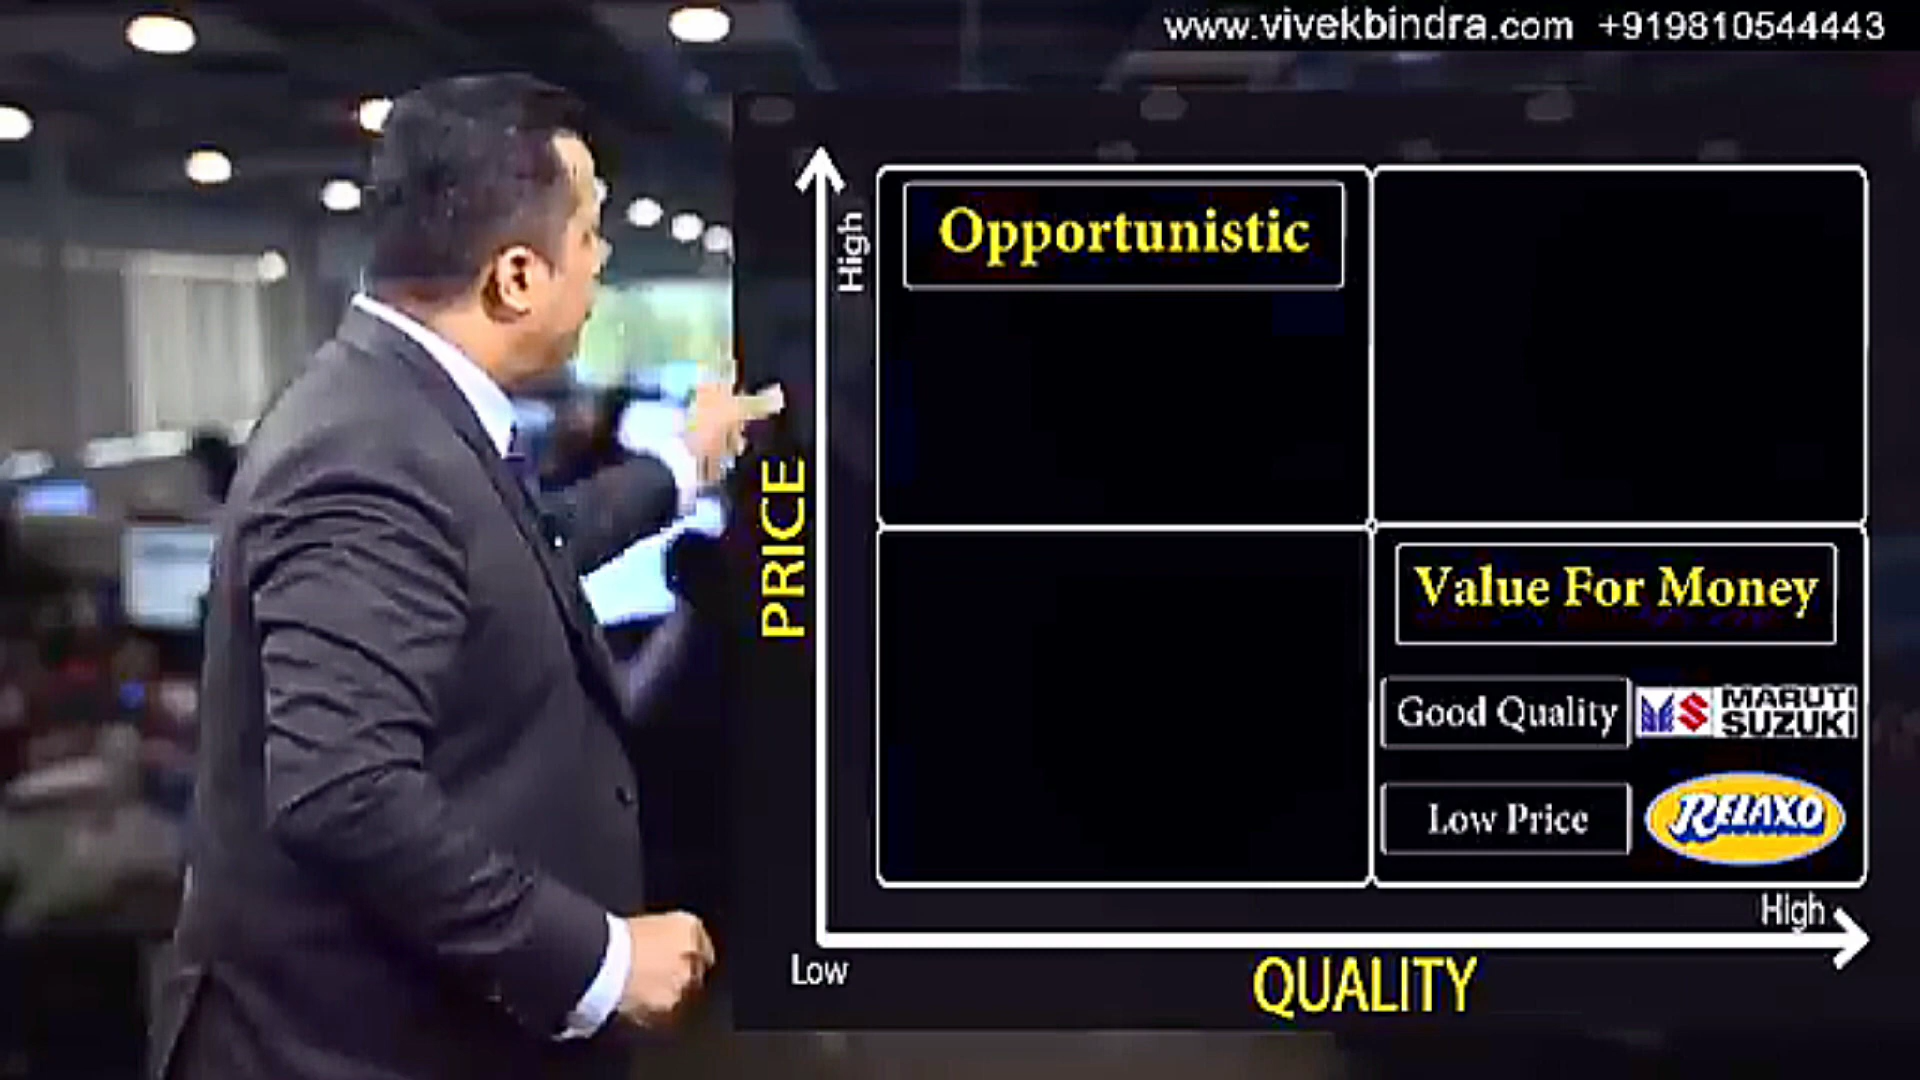 www.vivekbindra.com +919810544443
High
Opportunistic
PRICE
Value For Money
Good Quality
MARUTI
SUZUKI
Low Price
RELAXO
High
Low
QUALITY